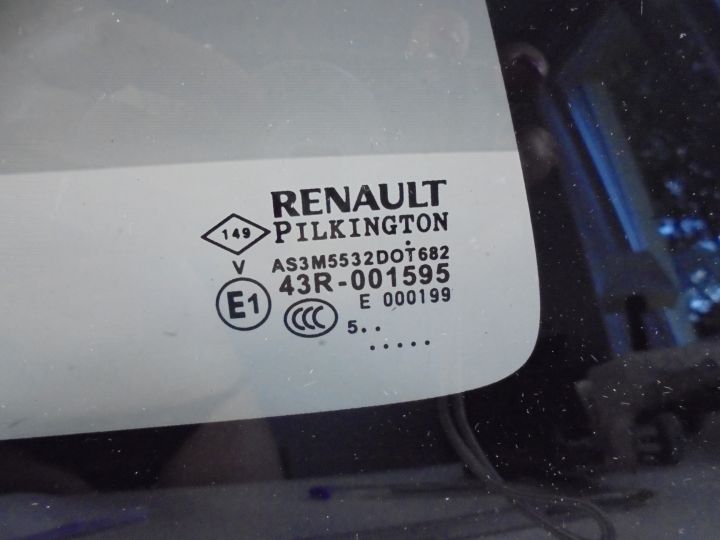 RENAULT
149 PILKINGTON
V AS3M5532DOT682
E1 43R-001595
E 000199
CCC 5..
.....